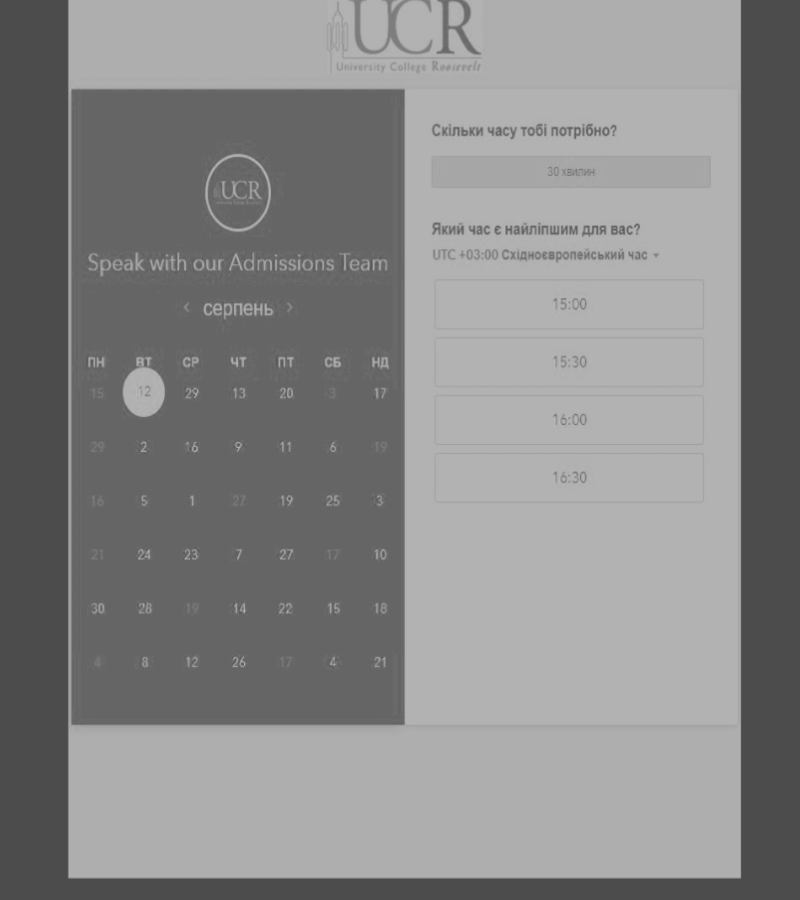 UCR
University College Roosevelt
UCR
Speak with our Admissions Team
‹ серпень ›
ПН ВТ СР ЧТ ПТ СБ НД
15 12 29 13 20 3 17
29 2 16 9 11 6 19
16 5 1 27 19 25 3
21 24 23 7 27 17 10
30 28 19 14 22 15 18
4 8 12 26 17 4 21
Скільки часу тобі потрібно?
30 хвилин
Який час є найліпшим для вас?
UTC +03:00 Східноєвропейський час
15:00
15:30
16:00
16:30